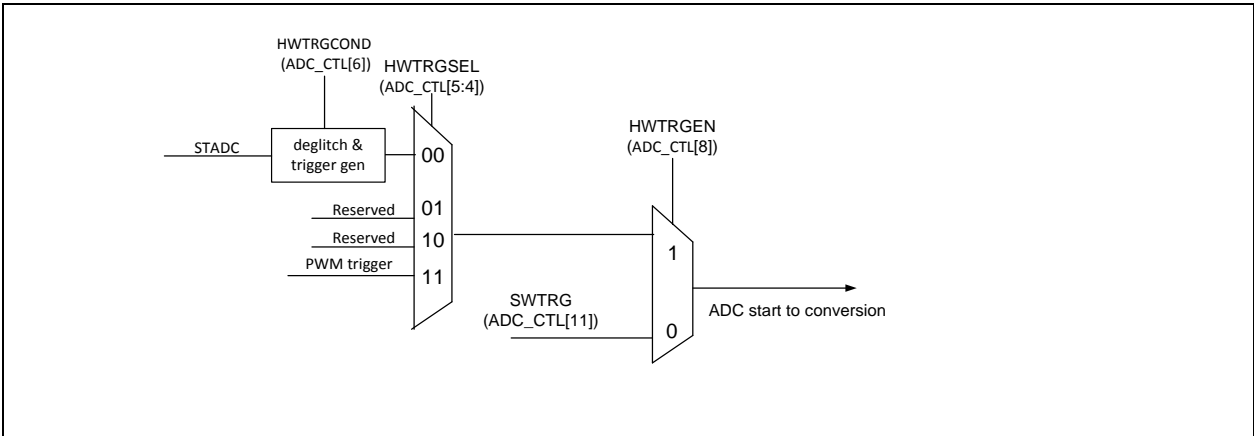 HWTRGCOND
(ADC_CTL[6])
HWTRGSEL
(ADC_CTL[5:4])
HWTRGEN
(ADC_CTL[8])
STADC
deglitch &
trigger gen
00
Reserved
01
Reserved
10
PWM trigger
11
1
SWTRG
(ADC_CTL[11])
0
ADC start to conversion